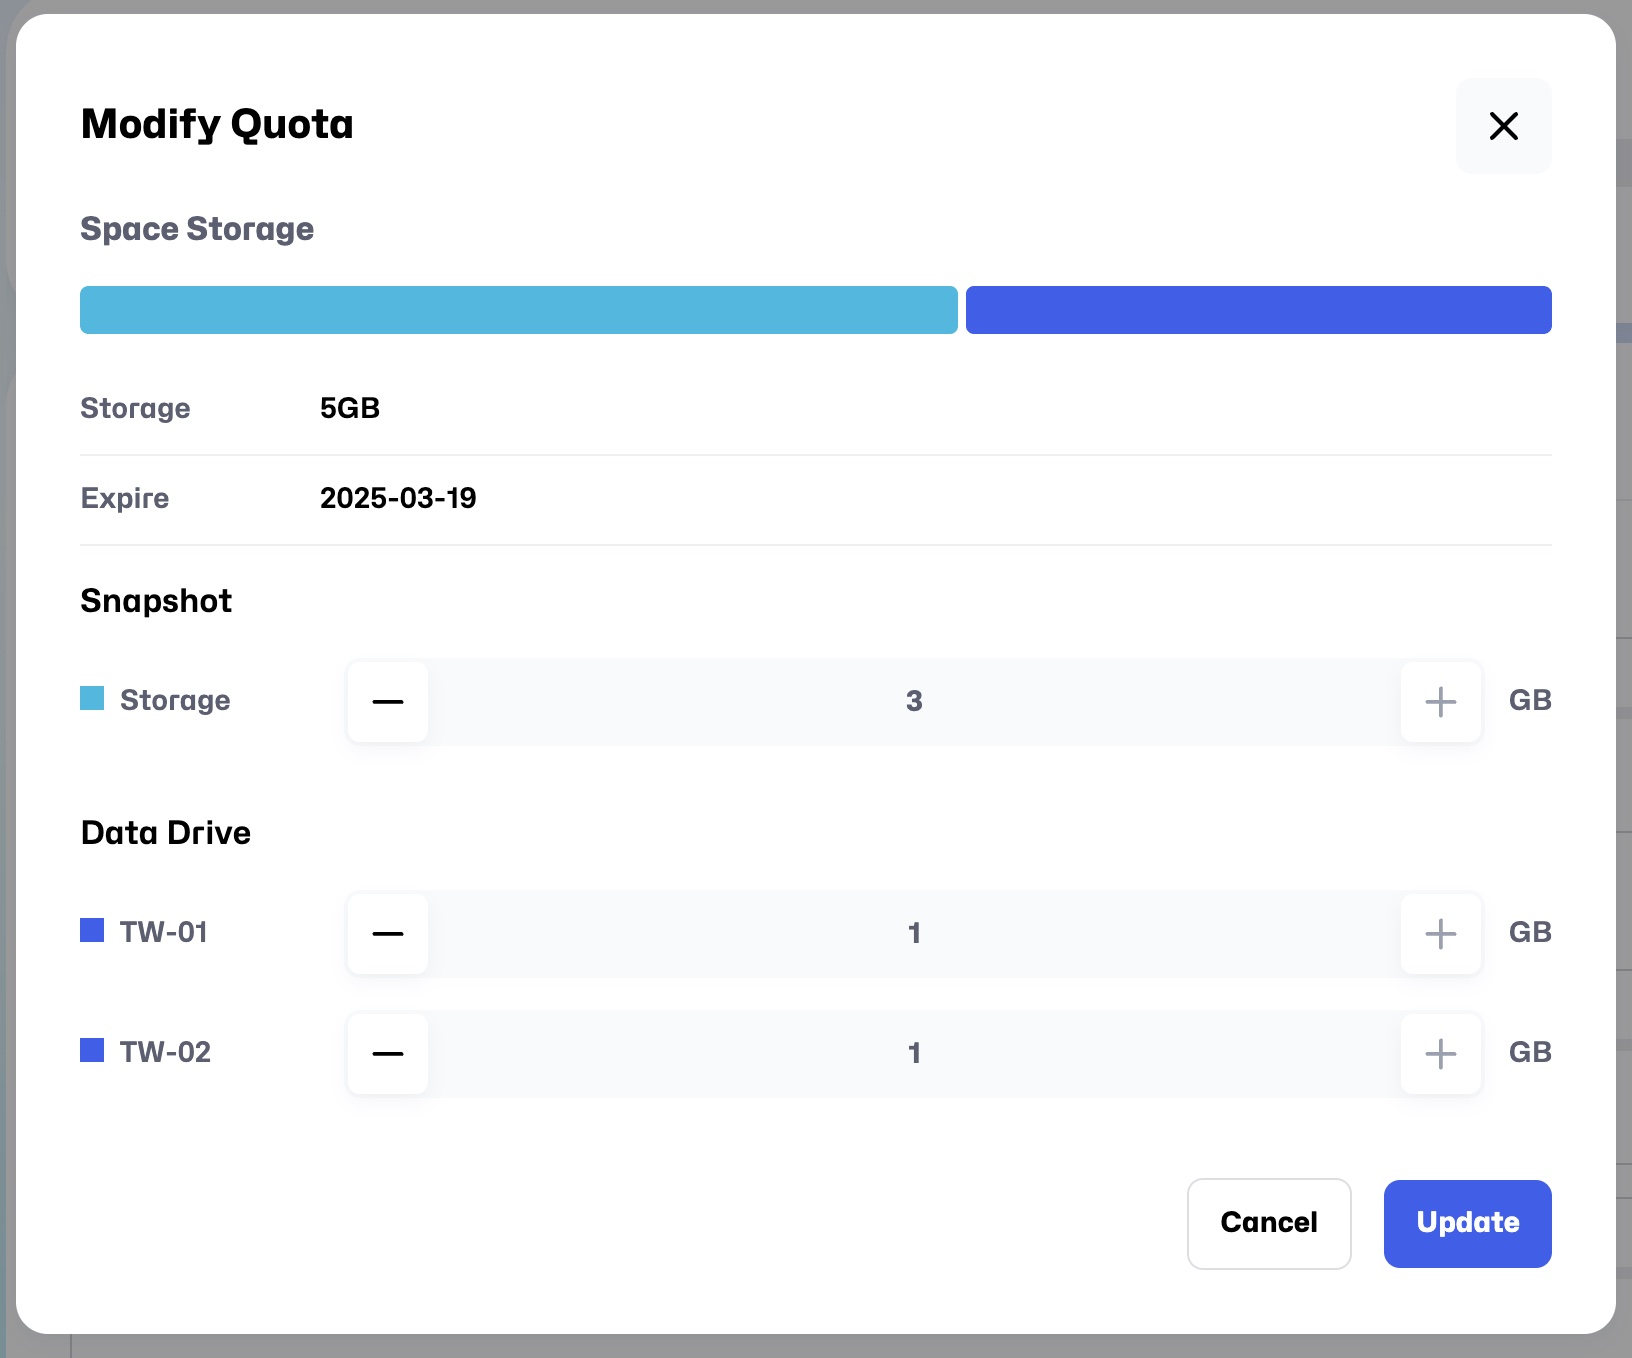 Modify Quota
Space Storage
Storage 5GB
Expire 2025-03-19
Snapshot
Storage 3 GB
Data Drive
TW-01 1 GB
TW-02 1 GB
Cancel Update